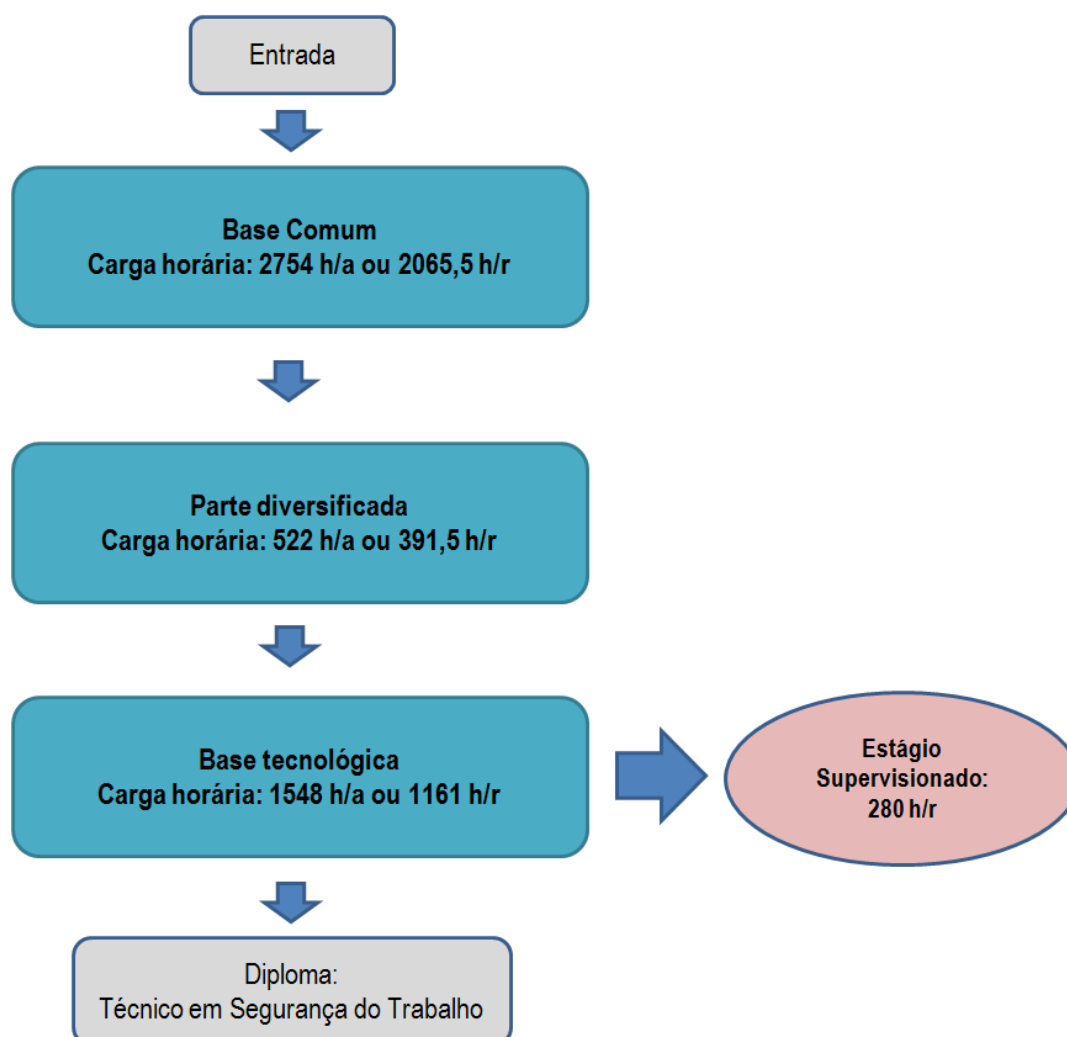 Entrada
Base Comum
Carga horária: 2754 h/a ou 2065,5 h/r
Parte diversificada
Carga horária: 522 h/a ou 391,5 h/r
Base tecnológica
Carga horária: 1548 h/a ou 1161 h/r
Estágio
Supervisionado:
280 h/r
Diploma:
Técnico em Segurança do Trabalho